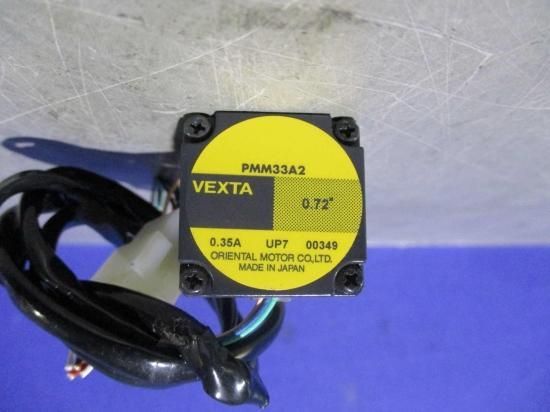 PMM33A2
VEXTA
0.72°
0.35A UP7 00349
ORIENTAL MOTOR CO.,LTD.
MADE IN JAPAN